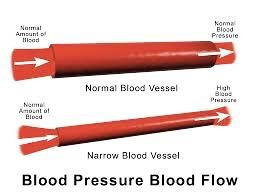 Normal
Amount of
Blood
Normal
Blood
Pressure
Normal Blood Vessel
Normal
Amount of
Blood
High
Blood
Pressure
Narrow Blood Vessel
Blood Pressure Blood Flow